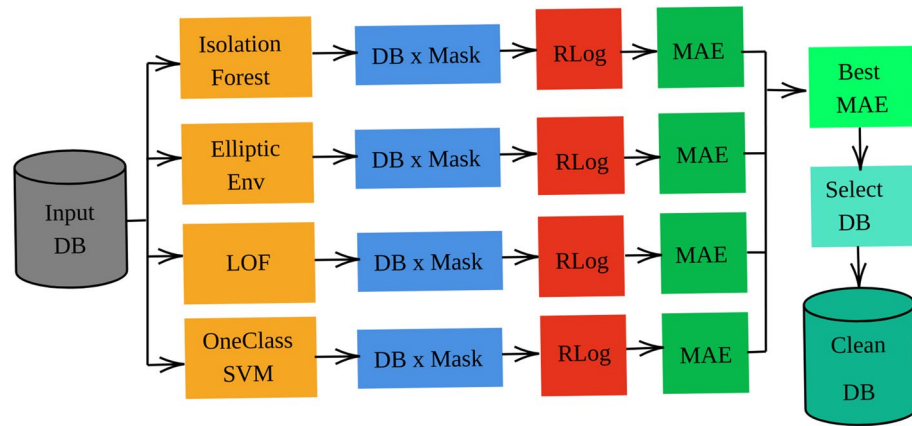 Input
DB
Isolation
Forest
DB x Mask
RLog
MAE
Elliptic
Env
DB x Mask
RLog
MAE
LOF
DB x Mask
RLog
MAE
OneClass
SVM
DB x Mask
RLog
MAE
Best
MAE
Select
DB
Clean
DB